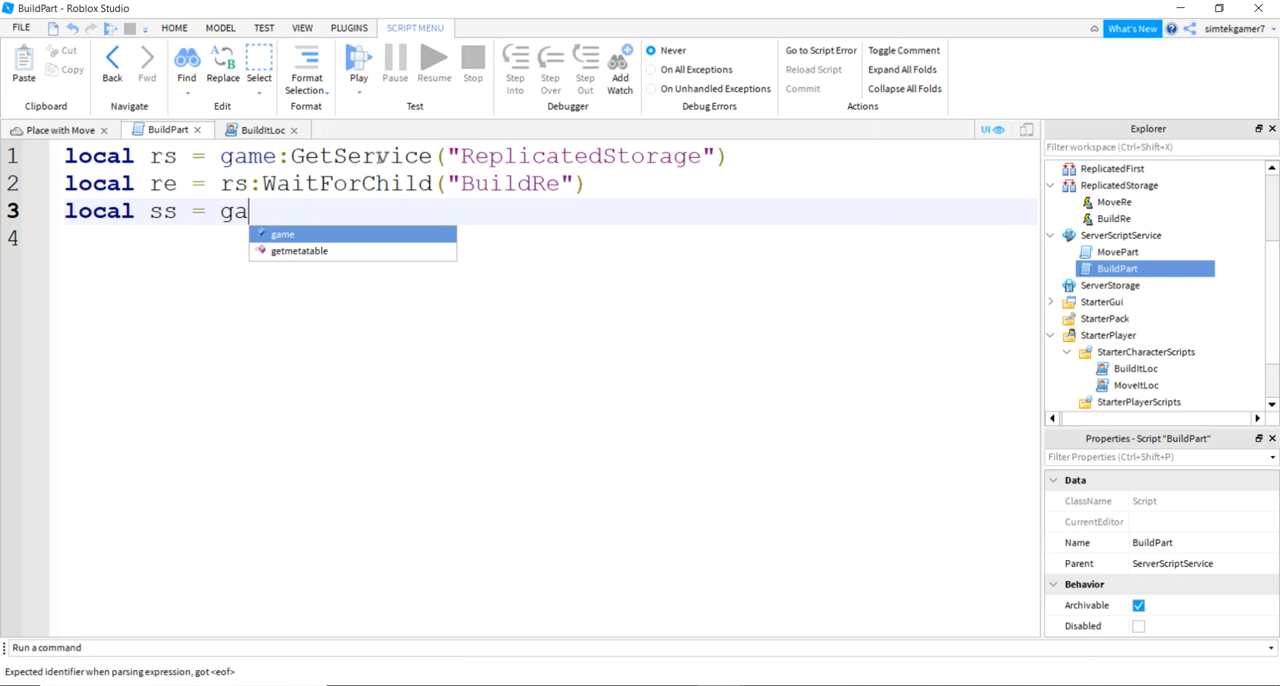 BuildPart - Roblox Studio
FILE HOME MODEL TEST VIEW PLUGINS SCRIPT MENU What's New simtekgamer7
Paste Cut Copy Clipboard
Back Fwd Navigate
Find Replace Select Edit
Format Selection Format
Play Pause Resume Stop Test
Step Into Step Over Step Out Add Watch Debugger
Never
On All Exceptions
On Unhandled Exceptions
Debug Errors
Go to Script Error Toggle Comment
Reload Script Expand All Folds
Commit Collapse All Folds
Actions
Place with Move BuildPart BuildItLoc UI
1 local rs = game:GetService("ReplicatedStorage")
2 local re = rs:WaitForChild("BuildRe")
3 local ss = ga
4
game
getmetatable
Explorer
Filter workspace (Ctrl+Shift+X)
ReplicatedFirst
ReplicatedStorage
MoveRe
BuildRe
ServerScriptService
MovePart
BuildPart
ServerStorage
StarterGui
StarterPack
StarterPlayer
StarterCharacterScripts
BuildItLoc
MoveItLoc
StarterPlayerScripts
Properties - Script "BuildPart"
Filter Properties (Ctrl+Shift+P)
Data
ClassName Script
CurrentEditor
Name BuildPart
Parent ServerScriptService
Behavior
Archivable
Disabled
Run a command
Expected identifier when parsing expression, got <eof>